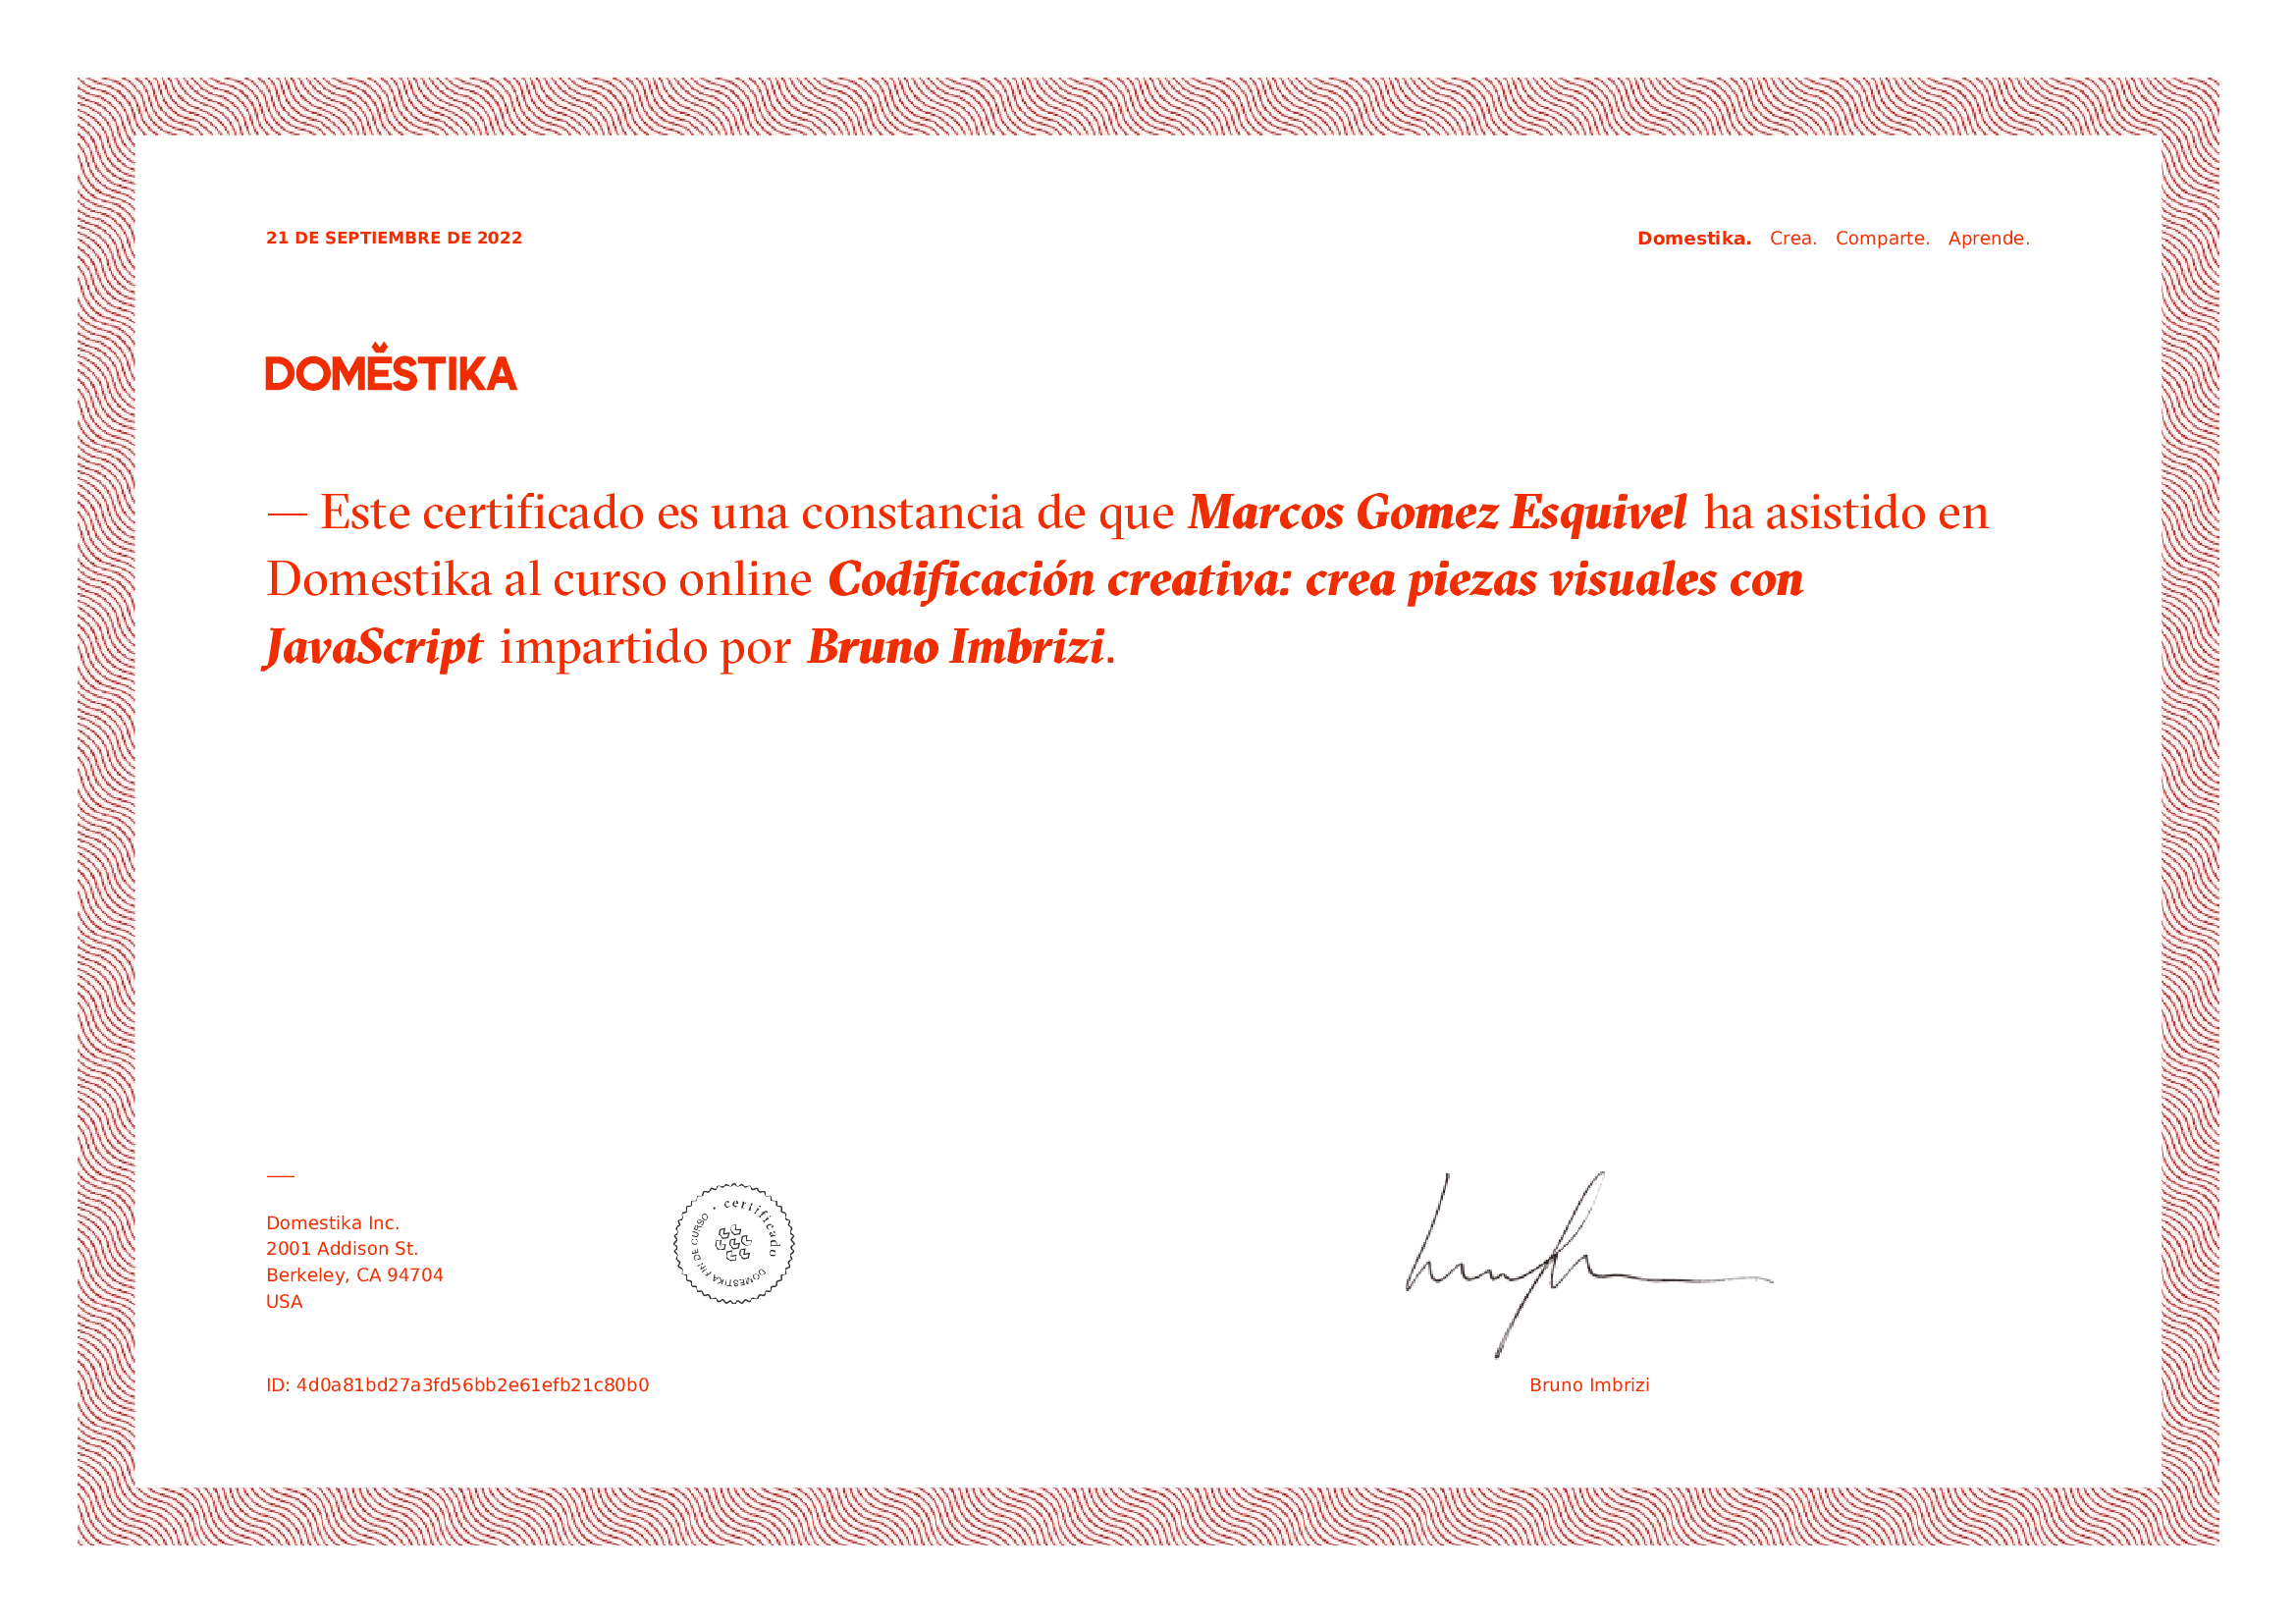 21 DE SEPTIEMBRE DE 2022
Domestika. Crea. Comparte. Aprende.
DOMĚSTIKA
— Este certificado es una constancia de que Marcos Gomez Esquivel ha asistido en
Domestika al curso online Codificación creativa: crea piezas visuales con
JavaScript impartido por Bruno Imbrizi.
—
Domestika Inc.
2001 Addison St.
Berkeley, CA 94704
USA
certificado
DOMESTIKA FIN DE CURSO
ID: 4d0a81bd27a3fd56bb2e61efb21c80b0
Bruno Imbrizi